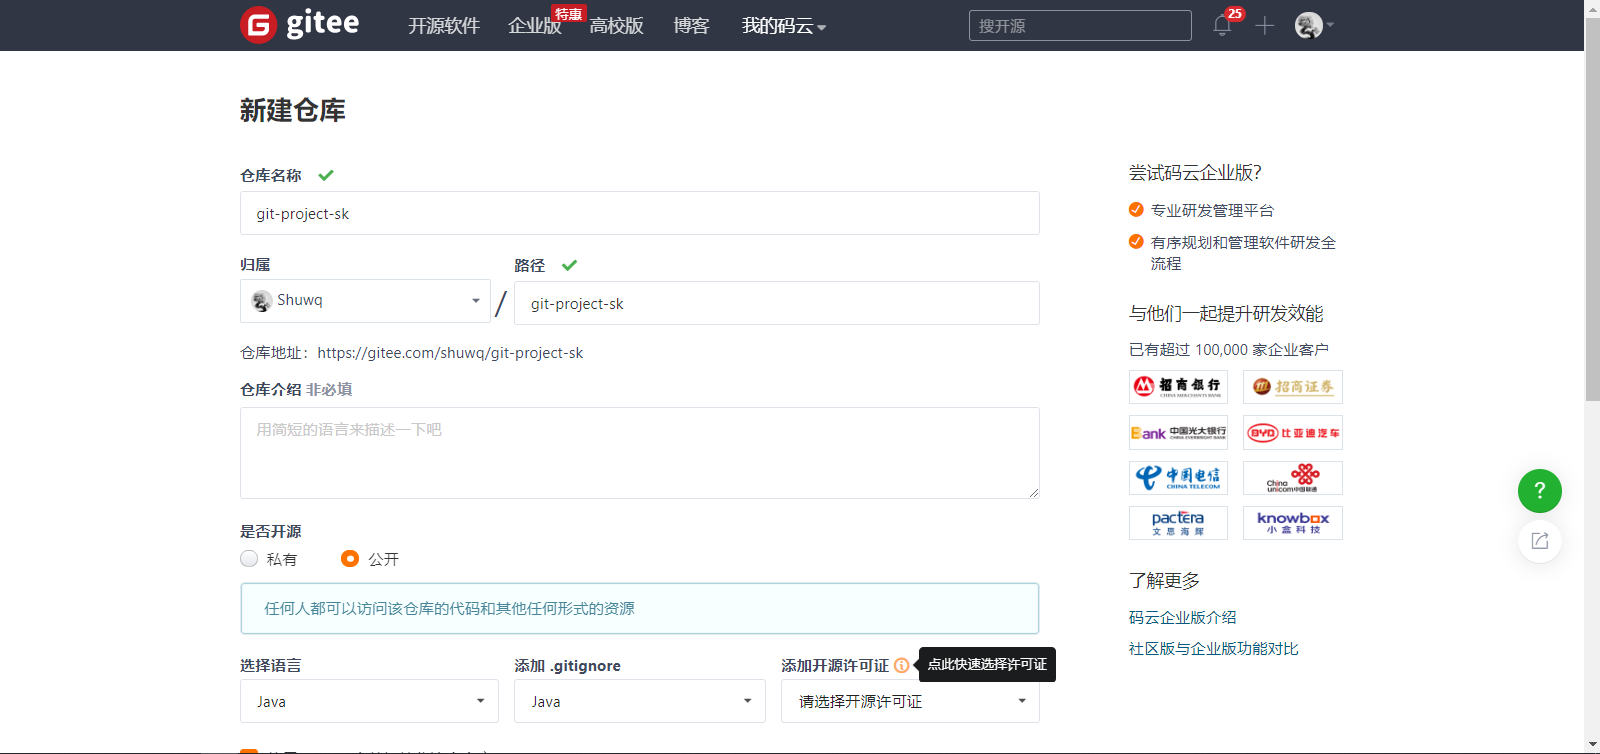 gitee
开源软件
企业版
特惠
高校版
博客
我的码云
搜开源
25
新建仓库
仓库名称
git-project-sk
归属
路径
Shuwq
/
git-project-sk
仓库地址：https://gitee.com/shuwq/git-project-sk
仓库介绍 非必填
用简短的语言来描述一下吧
是否开源
私有
公开
任何人都可以访问该仓库的代码和其他任何形式的资源
选择语言
添加 .gitignore
添加开源许可证
点此快速选择许可证
Java
Java
请选择开源许可证
尝试码云企业版？
专业研发管理平台
有序规划和管理软件研发全
流程
与他们一起提升研发效能
已有超过 100,000 家企业客户
招商银行
CHINA MERCHANTS BANK
招商证券
Bank 中国光大银行
CHINA EVERBRIGHT BANK
BYD 比亚迪汽车
中国电信
CHINA TELECOM
China
unicom中国联通
pactera
文思海辉
knowbox
小盒科技
了解更多
码云企业版介绍
社区版与企业版功能对比
?